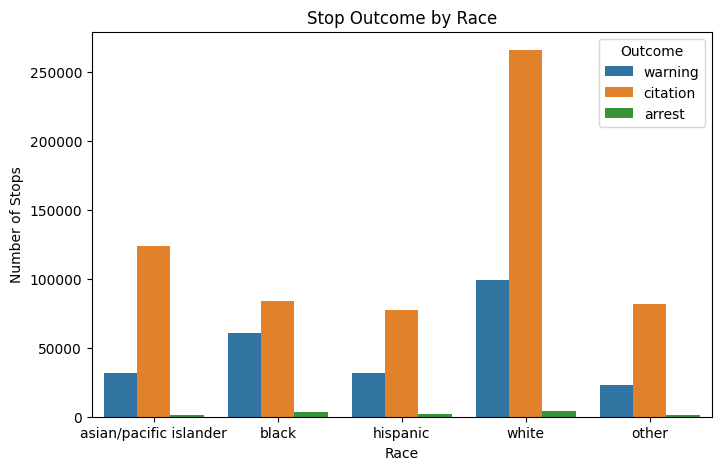 Stop Outcome by Race
Outcome
warning
citation
arrest
Number of Stops
250000
200000
150000
100000
50000
0
asian/pacific islander
black
hispanic
white
other
Race